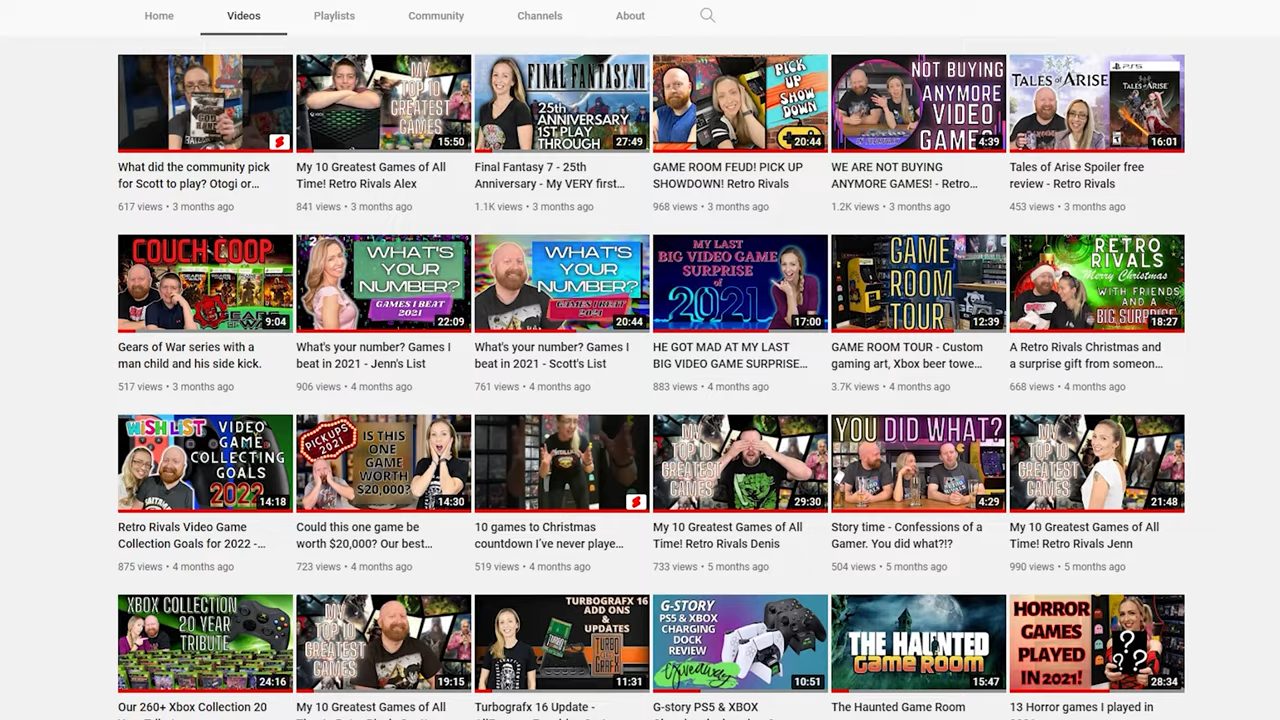 Home Videos Playlists Community Channels About
MY TOP 10 GREATEST GAMES
15:50
FINAL FANTASY VII
25th ANNIVERSARY 1ST PLAY THROUGH
27:49
PICK UP SHOW DOWN
20:44
NOT BUYING ANYMORE VIDEO GAMES
4:39
TALES OF ARISE
PS5
TALES OF ARISE
16:01
What did the community pick
for Scott to play? Otogi or…
617 views • 3 months ago
My 10 Greatest Games of All
Time! Retro Rivals Alex
841 views • 3 months ago
Final Fantasy 7 - 25th
Anniversary - My VERY first…
1.1K views • 3 months ago
GAME ROOM FEUD! PICK UP
SHOWDOWN! Retro Rivals
968 views • 3 months ago
WE ARE NOT BUYING
ANYMORE GAMES! - Retro…
1.2K views • 3 months ago
Tales of Arise Spoiler free
review - Retro Rivals
453 views • 3 months ago
COUCH COOP
9:04
WHAT'S YOUR NUMBER?
GAMES I BEAT 2021
22:09
WHAT'S YOUR NUMBER?
GAMES I BEAT 2021
20:44
MY LAST BIG VIDEO GAME SURPRISE of 2021
17:00
GAME ROOM TOUR
12:39
RETRO RIVALS
Merry Christmas
WITH FRIENDS AND A BIG SURPRISE
18:27
Gears of War series with a
man child and his side kick.
517 views • 3 months ago
What's your number? Games I
beat in 2021 - Jenn's List
906 views • 4 months ago
What's your number? Games I
beat in 2021 - Scott's List
761 views • 4 months ago
HE GOT MAD AT MY LAST
BIG VIDEO GAME SURPRISE…
883 views • 4 months ago
GAME ROOM TOUR - Custom
gaming art, Xbox beer towe…
3.7K views • 4 months ago
A Retro Rivals Christmas and
a surprise gift from someon…
668 views • 4 months ago
WISH LIST
VIDEO GAME COLLECTING GOALS 2022
14:18
PICKUPS 2021
IS THIS ONE GAME WORTH $20,000?
14:30
MY TOP 10 GREATEST GAMES
29:30
YOU DID WHAT?
4:29
MY TOP 10 GREATEST GAMES
21:48
Retro Rivals Video Game
Collection Goals for 2022 -…
875 views • 4 months ago
Could this one game be
worth $20,000? Our best…
723 views • 4 months ago
10 games to Christmas
countdown I've never playe…
519 views • 4 months ago
My 10 Greatest Games of All
Time! Retro Rivals Denis
733 views • 5 months ago
Story time - Confessions of a
Gamer. You did what?!?
504 views • 5 months ago
My 10 Greatest Games of All
Time! Retro Rivals Jenn
990 views • 5 months ago
XBOX COLLECTION 20 YEAR TRIBUTE
24:16
MY TOP 10 GREATEST GAMES
19:15
TURBOGRAFX 16 ADD ONS & UPDATES
11:31
G-STORY PS5 & XBOX CHARGING DOCK REVIEW
Giveaway
10:51
THE HAUNTED GAME ROOM
15:47
HORROR GAMES PLAYED IN 2021!
28:34
Our 260+ Xbox Collection 20
My 10 Greatest Games of All
Turbografx 16 Update -
G-story PS5 & XBOX
The Haunted Game Room
13 Horror games I played in